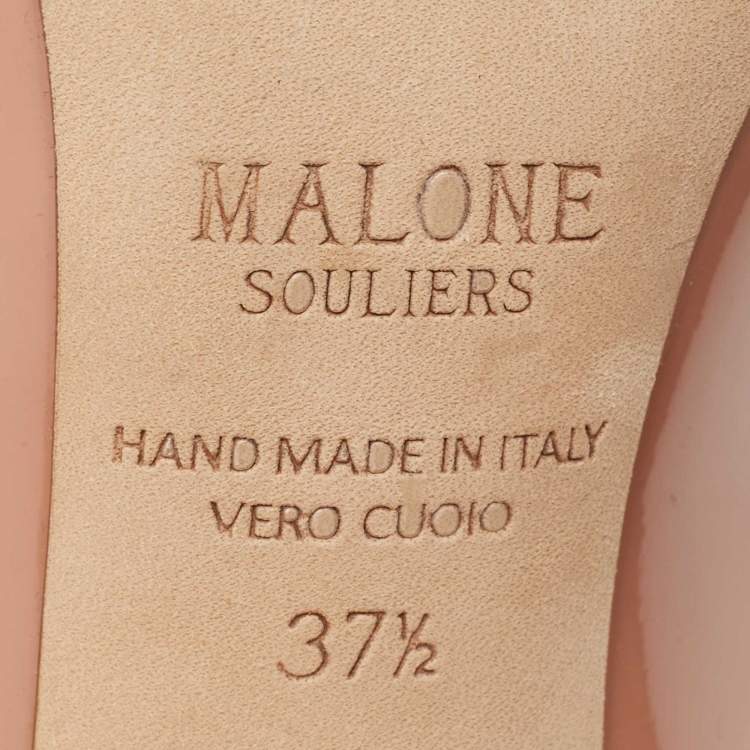 MALONE
SOULIERS
HAND MADE IN ITALY
VERO CUOIO
37½